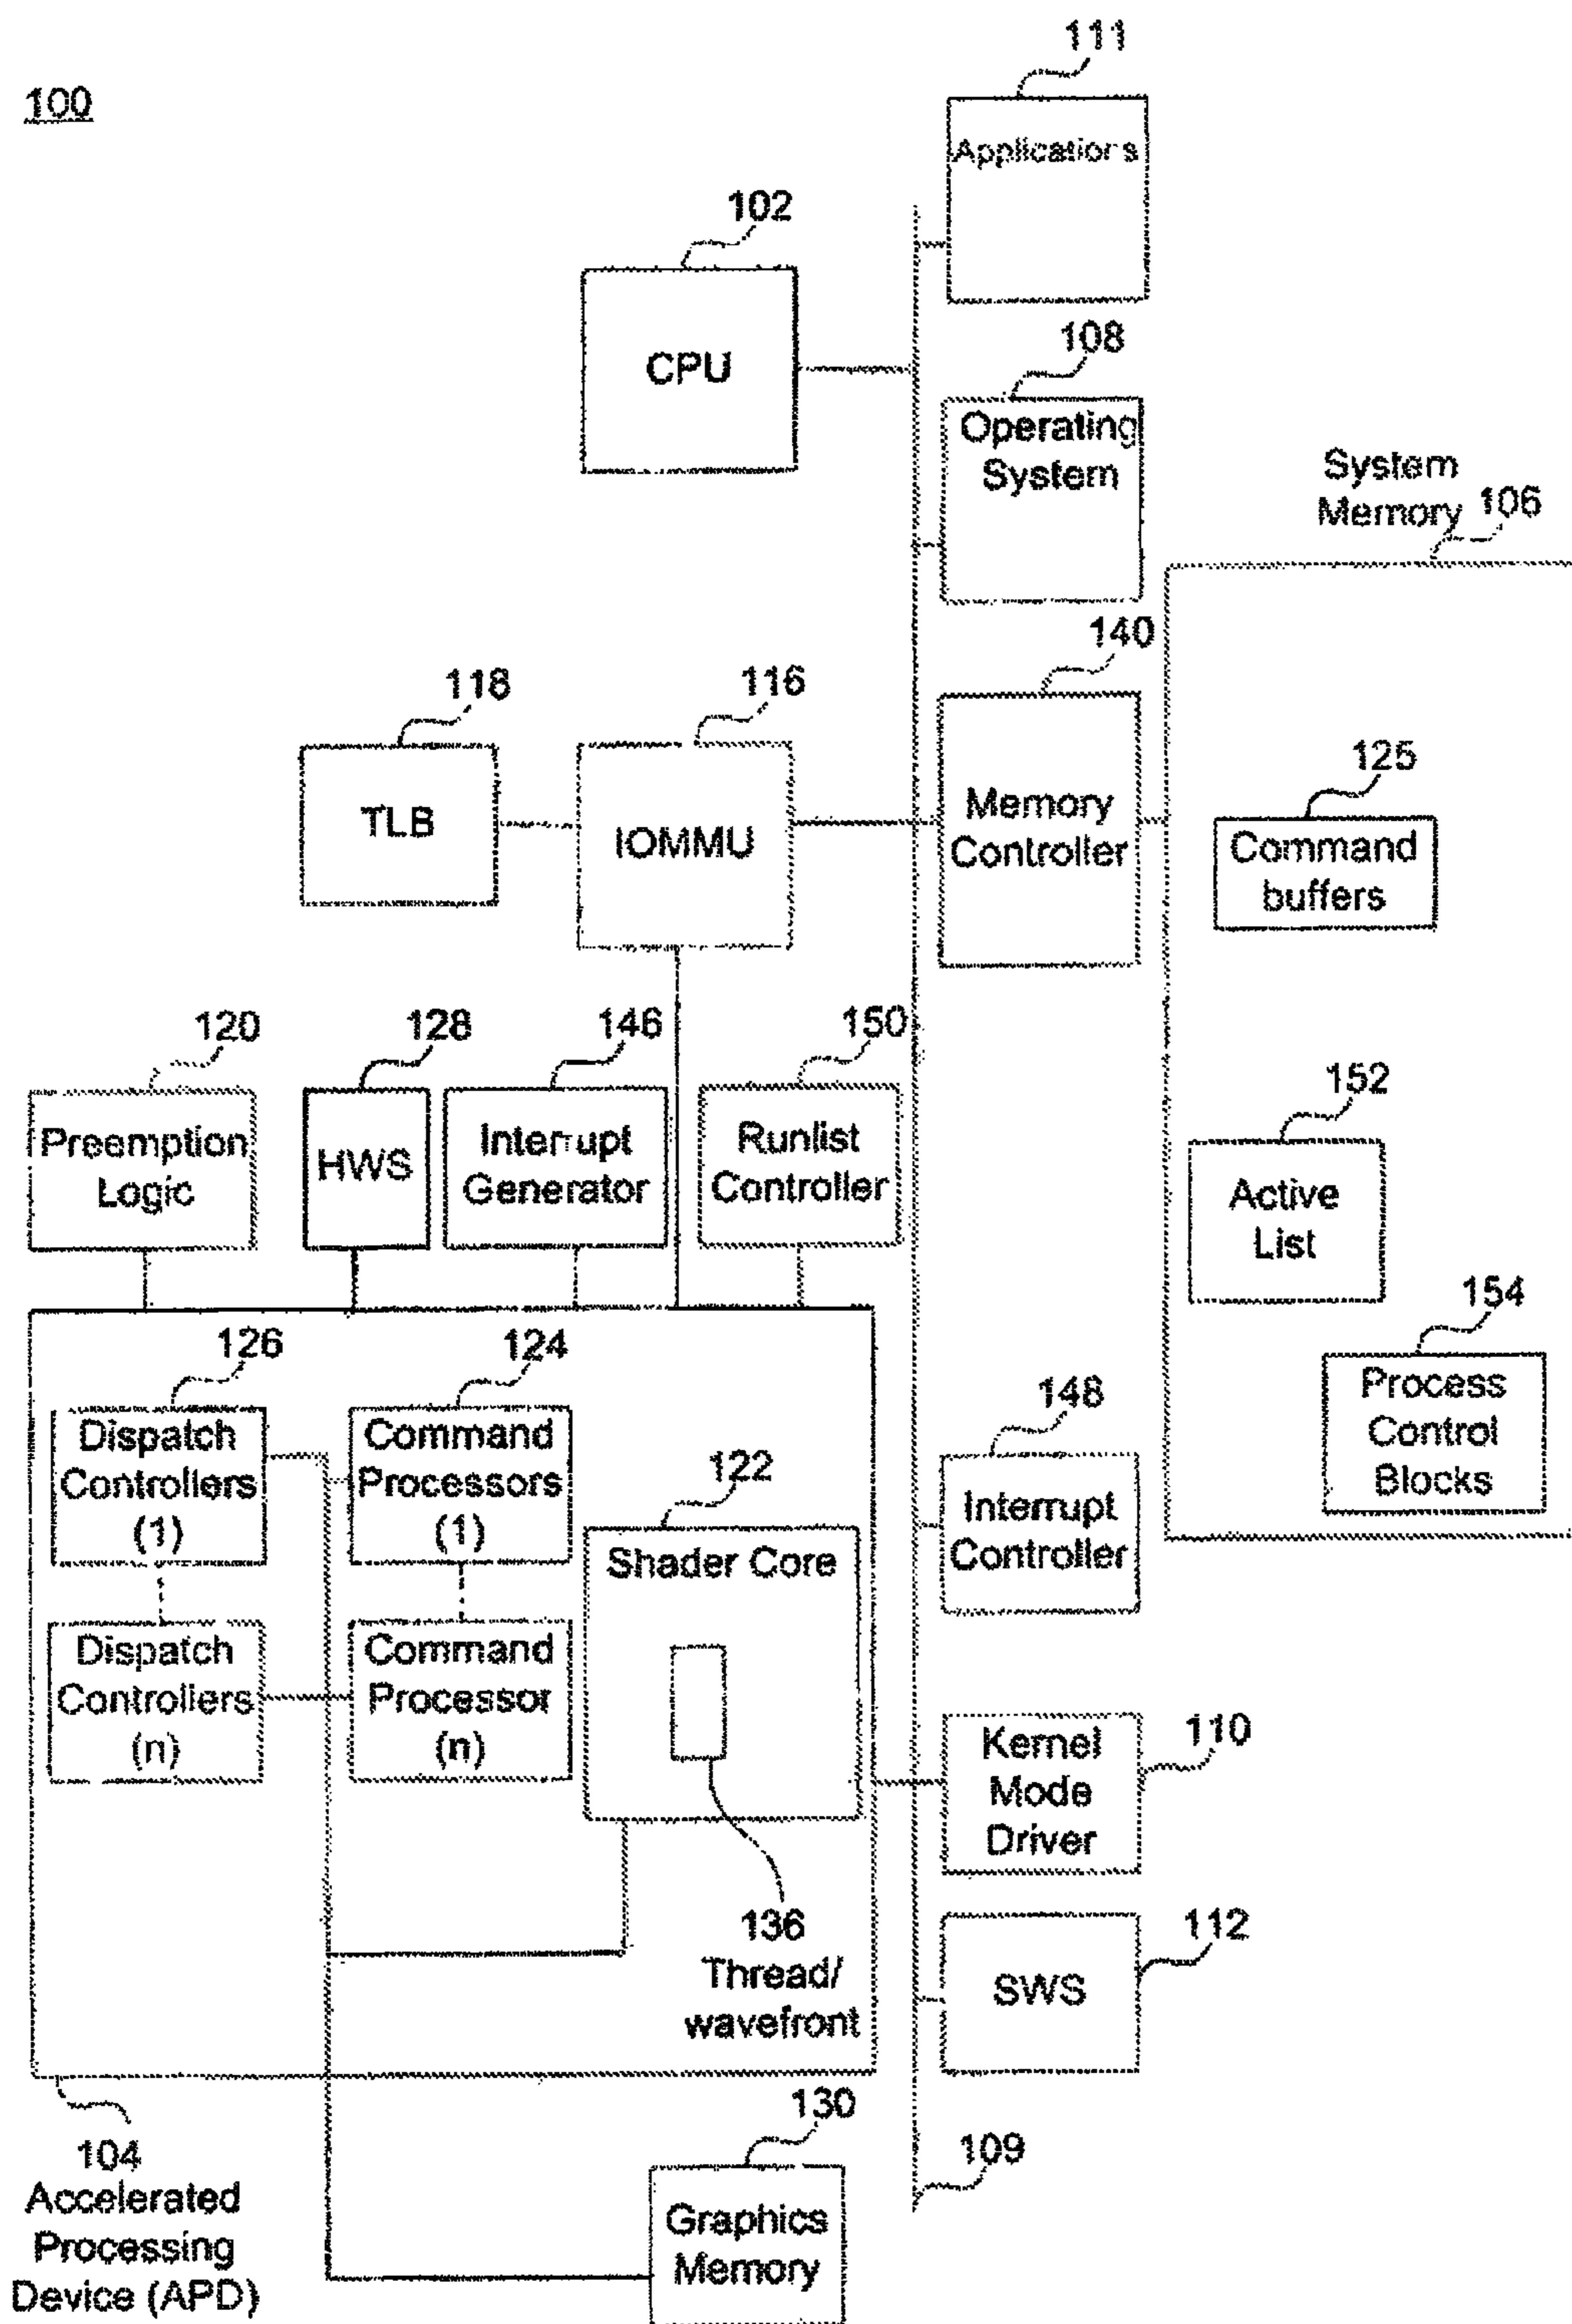 111
100
Applications
102
108
CPU
Operating
System
System
Memory 106
140
118
116
125
TLB
IOMMU
Memory
Controller
Command
buffers
120
128
146
150
152
Preemption
Logic
HWS
Interrupt
Generator
Runlist
Controller
Active
List
154
126
124
148
Process
Control
Blocks
Dispatch
Controllers
(1)
Command
Processors
(1)
122
Shader Core
Interrupt
Controller
Dispatch
Controllers
(n)
Command
Processor
(n)
Kernel
Mode
Driver
110
136
Thread/
wavefront
SWS
112
130
109
104
Accelerated
Processing
Device (APD)
Graphics
Memory